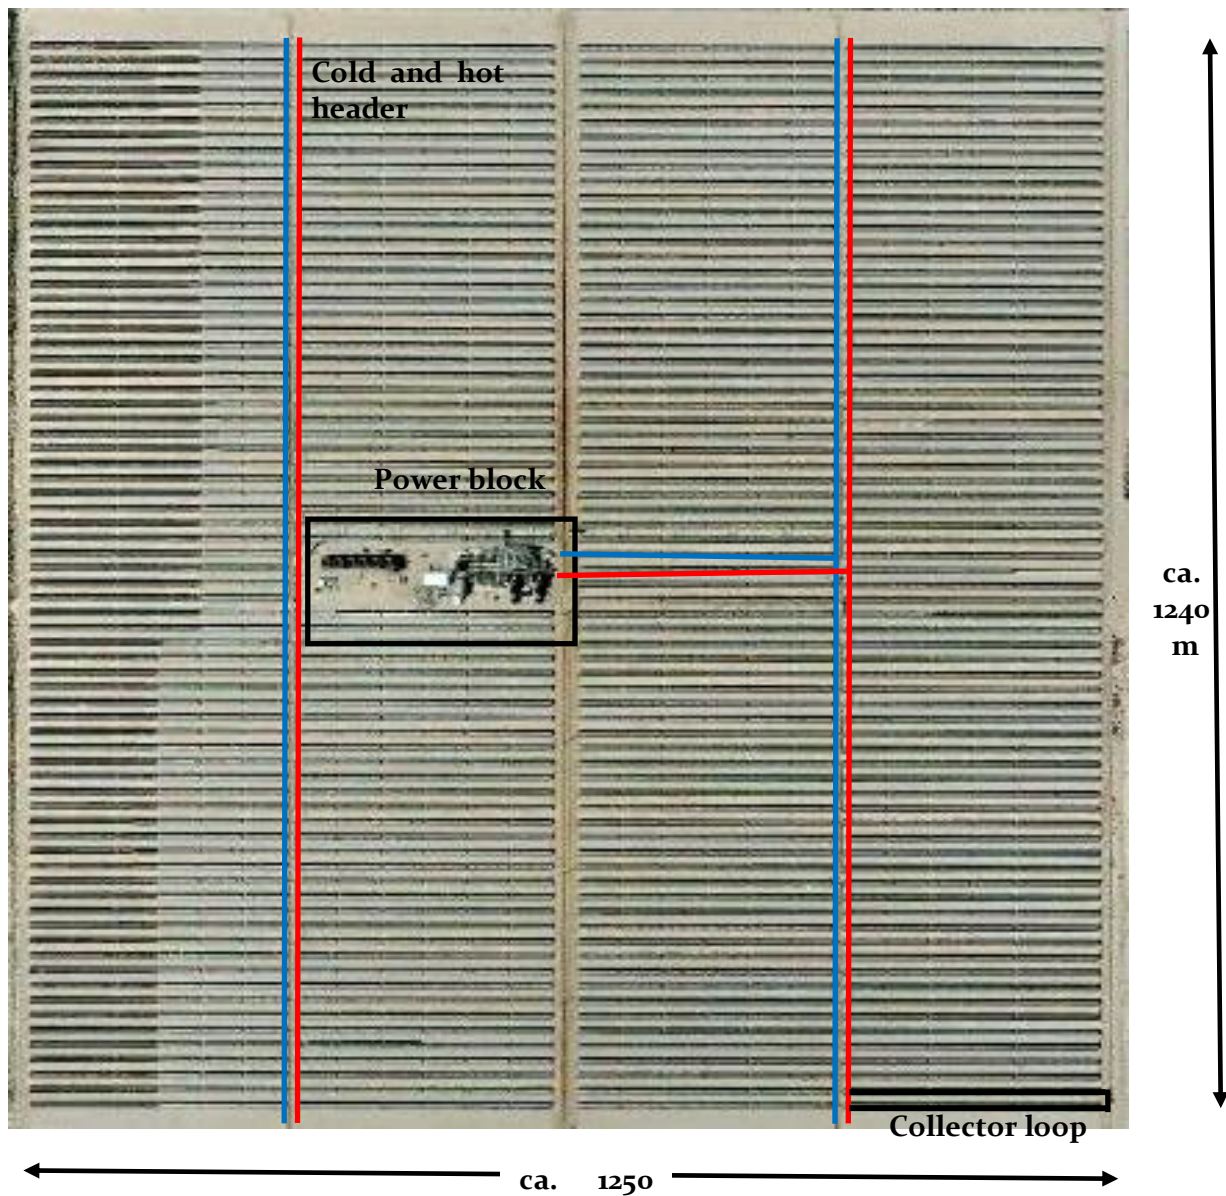 Cold and hot
header
Power block
ca.
1240
m
Collector loop
ca. 1250